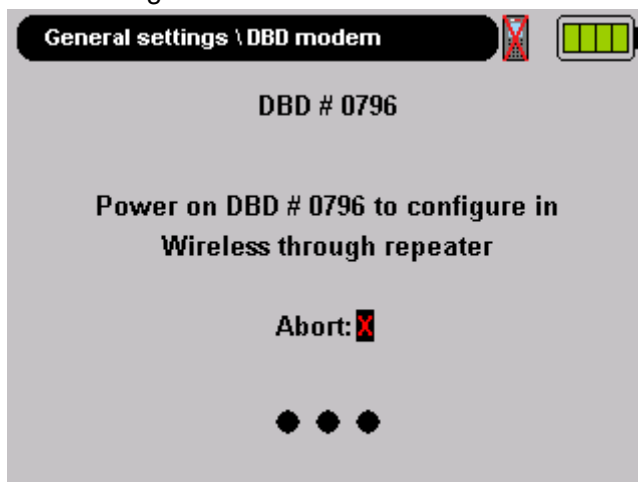 General settings \ DBD modem
DBD # 0796
Power on DBD # 0796 to configure in
Wireless through repeater
Abort: X